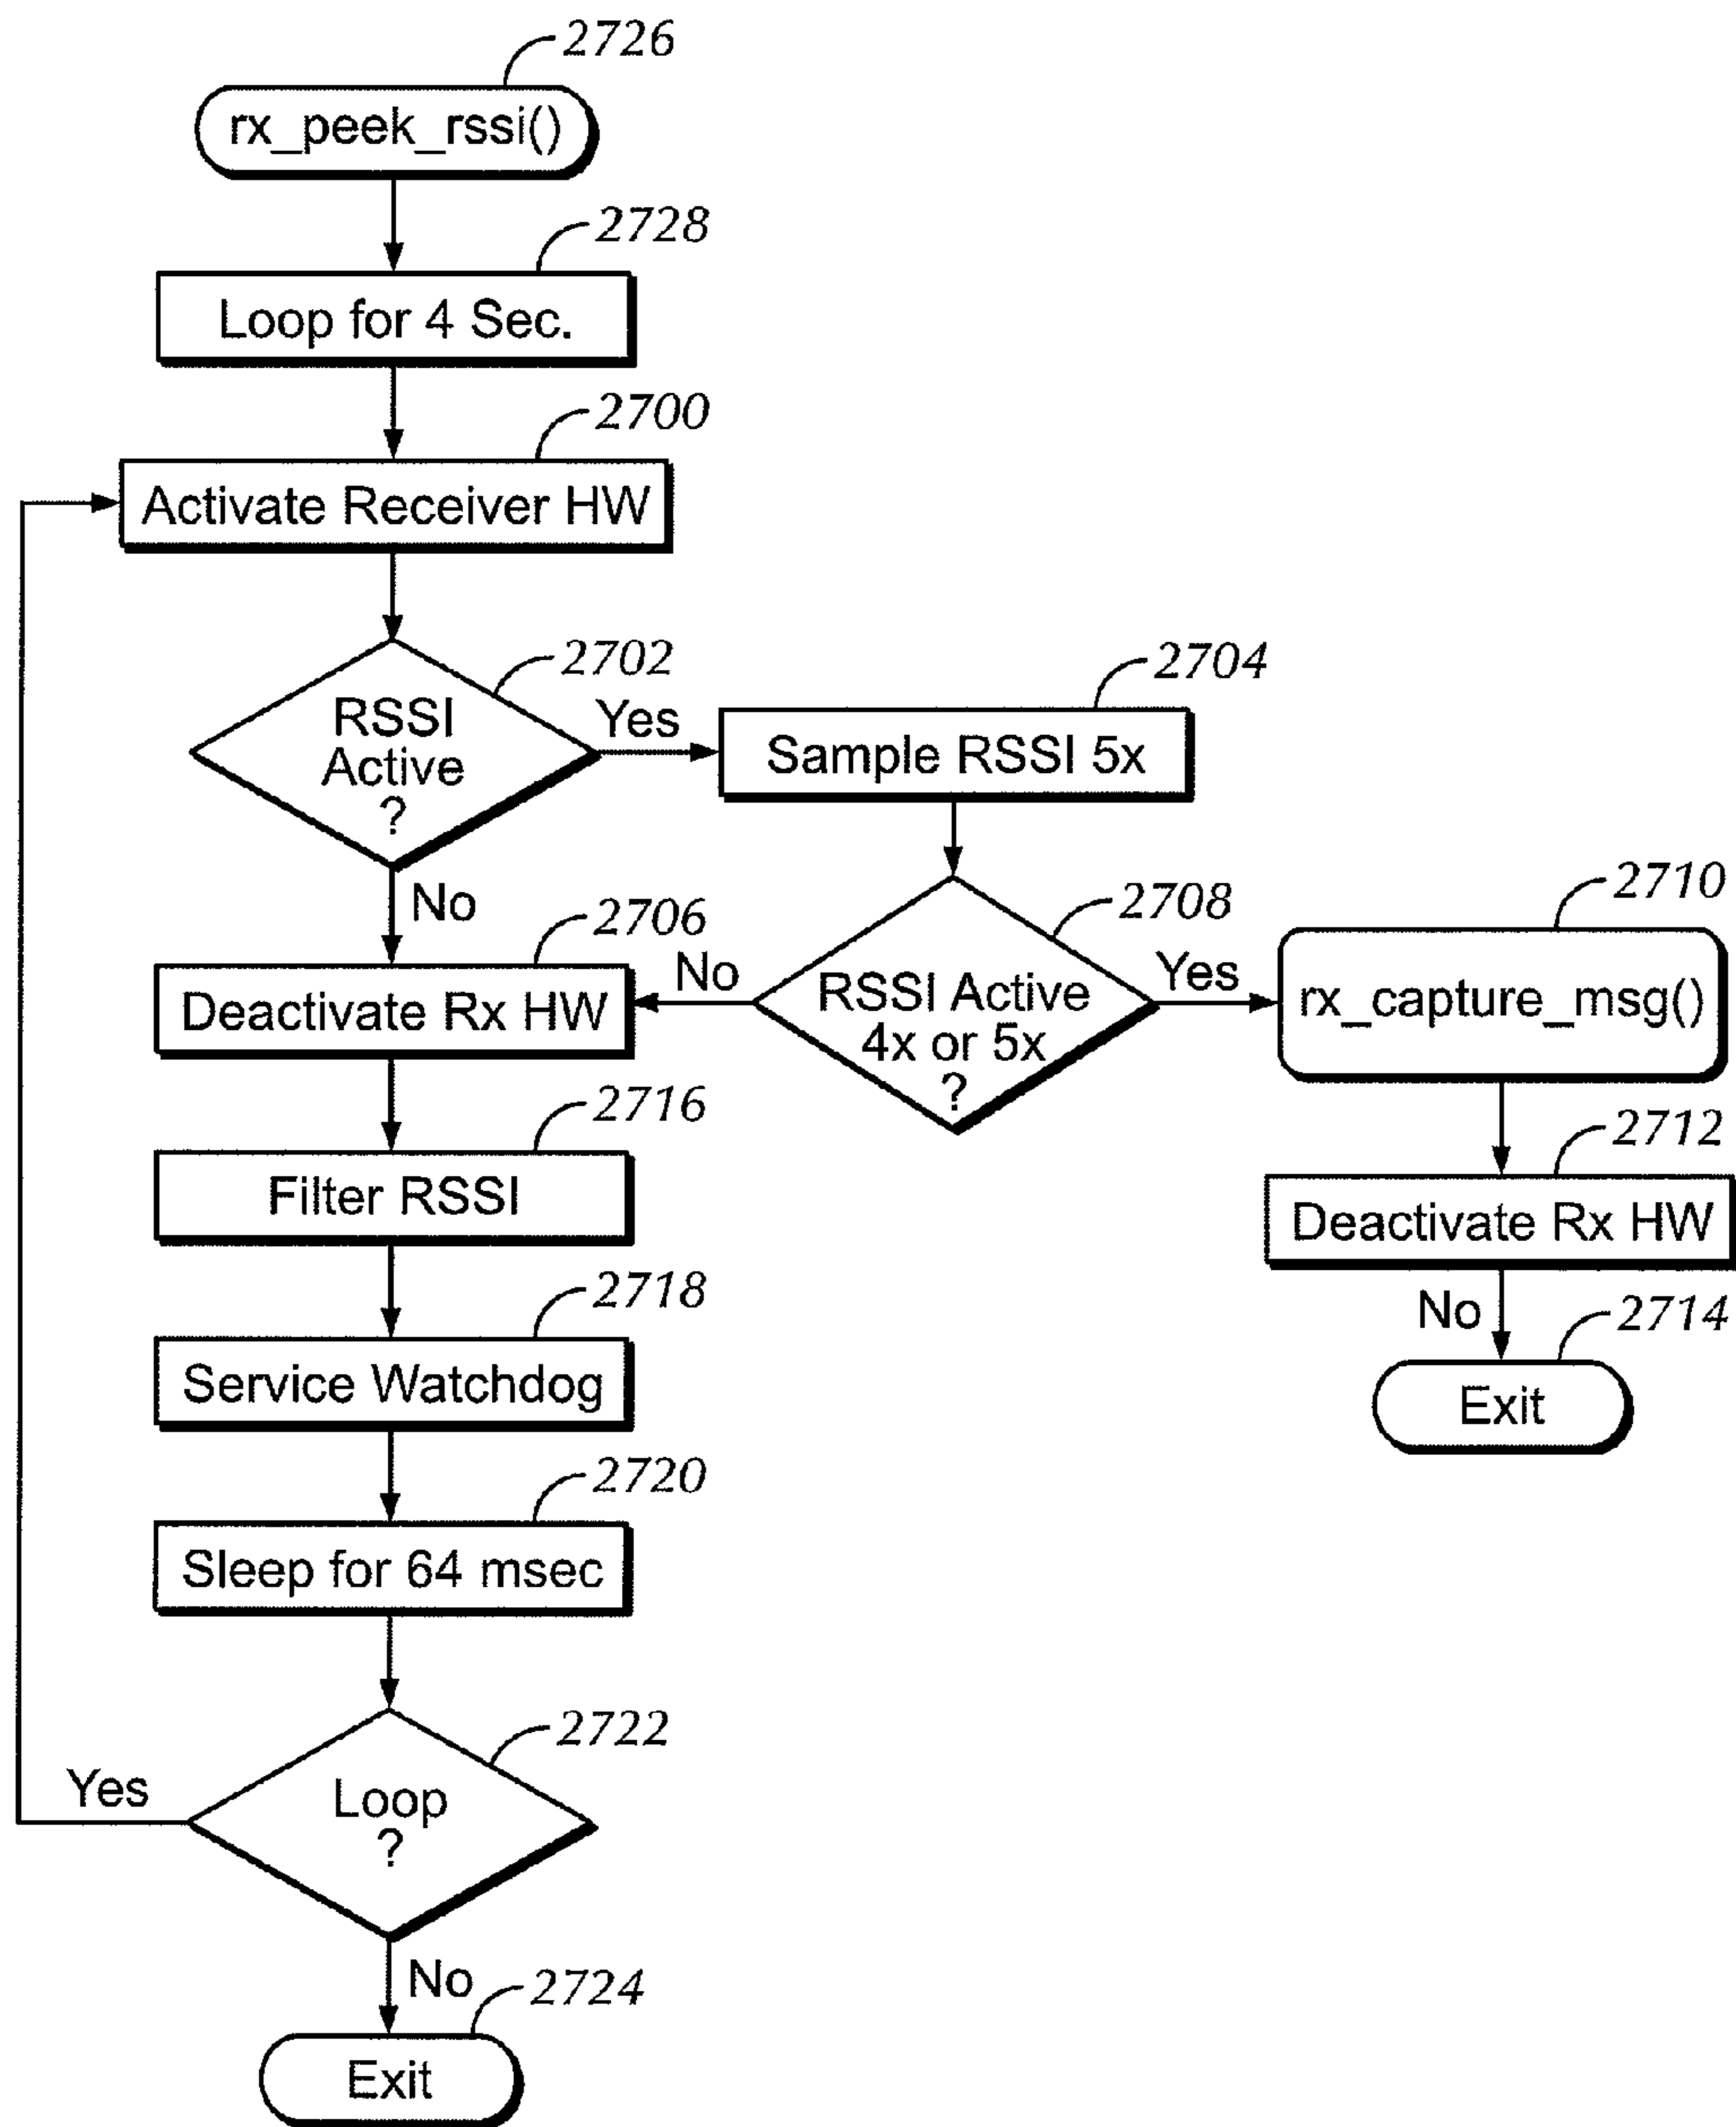 2726
rx_peek_rssi()
2728
Loop for 4 Sec.
2700
Activate Receiver HW
2702
RSSI
Active
?
Yes
No
2704
Sample RSSI 5x
2706
Deactivate Rx HW
2708
RSSI Active
4x or 5x
?
No
Yes
2710
rx_capture_msg()
2712
Deactivate Rx HW
No
2714
Exit
2716
Filter RSSI
2718
Service Watchdog
2720
Sleep for 64 msec
2722
Loop
?
Yes
No
2724
Exit